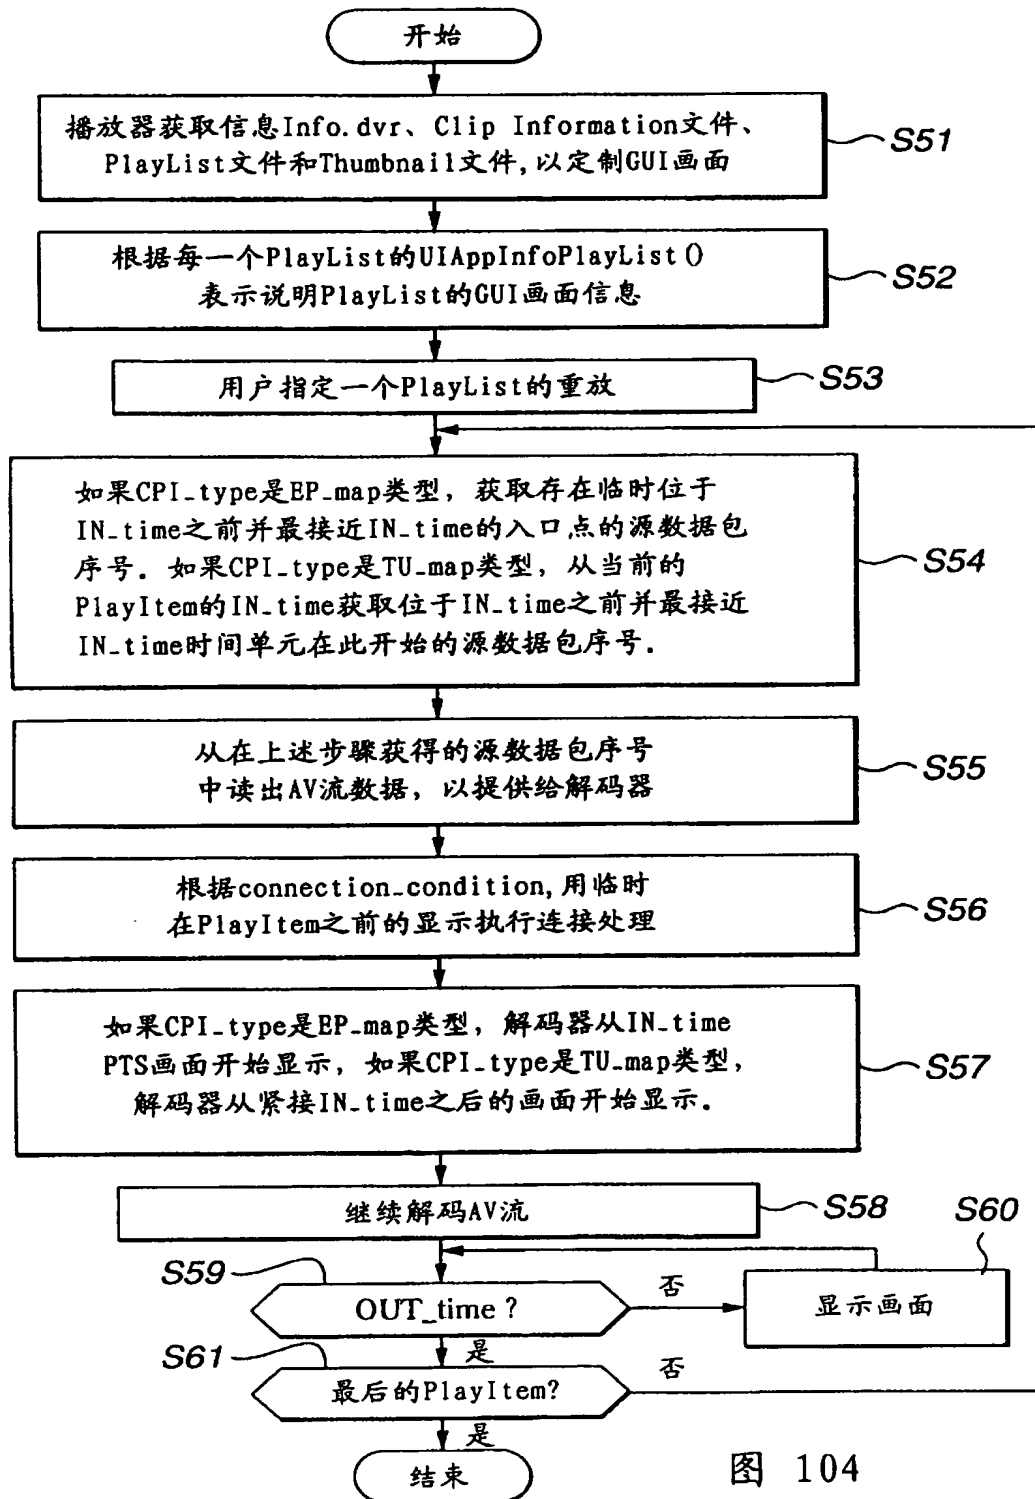 开始
播放器获取信息Info.dvr、Clip Information文件、
PlayList文件和Thumbnail文件,以定制GUI画面
S51
根据每一个PlayList的UIAppInfoPlayList()
表示说明PlayList的GUI画面信息
S52
用户指定一个PlayList的重放
S53
如果CPI_type是EP_map类型，获取存在临时位于
IN_time之前并最接近IN_time的入口点的源数据包
序号．如果CPI_type是TU_map类型，从当前的
PlayItem的IN_time获取位于IN_time之前并最接近
IN_time时间单元在此开始的源数据包序号．
S54
从在上述步骤获得的源数据包序号
中读出AV流数据，以提供给解码器
S55
根据connection_condition,用临时
在PlayItem之前的显示执行连接处理
S56
如果CPI_type是EP_map类型，解码器从IN_time
PTS画面开始显示，如果CPI_type是TU_map类型，
解码器从紧接IN_time之后的画面开始显示。
S57
继续解码AV流
S58
S60
S59
OUT_time？
否
显示画面
是
S61
最后的PlayItem?
否
是
结束
图 104